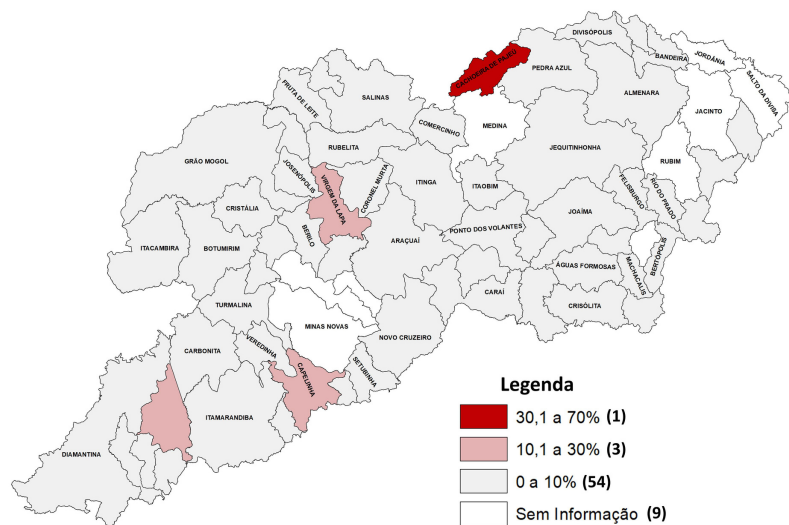 DIVISÓPOLIS
BANDEIRA
JORDÂNIA
SALTO DA DIVISA
CACHOEIRA DE PAJEÚ
PEDRA AZUL
ALMENARA
JACINTO
FRUTA DE LEITE
SALINAS
COMERCINHO
MEDINA
RUBELITA
JEQUITINHONHA
RUBIM
GRÃO MOGOL
JOSENÓPOLIS
VIRGEM DA LAPA
CORONEL MURTA
ITINGA
ITAOBIM
FELISBURGO
RIO DO PRADO
CRISTÁLIA
JOAÍMA
BERILO
ARAÇUAÍ
PONTO DOS VOLANTES
ITACAMBIRA
BOTUMIRIM
ÁGUAS FORMOSAS
MACHACALIS
BERTÓPOLIS
TURMALINA
CARAÍ
CRISÓLITA
MINAS NOVAS
NOVO CRUZEIRO
CARBONITA
VEREDINHA
CAPELINHA
SETUBINHA
ITAMARANDIBA
DIAMANTINA
Legenda
30,1 a 70% (1)
10,1 a 30% (3)
0 a 10% (54)
Sem Informação (9)